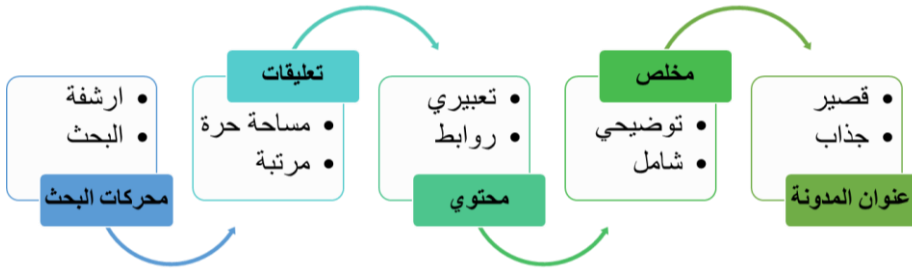 قصير
جذاب
عنوان المدونة
مخلص
توضيحي
شامل
تعبيري
روابط
محتوي
تعليقات
مساحة حرة
مرتبة
ارشفة
البحث
محركات البحث